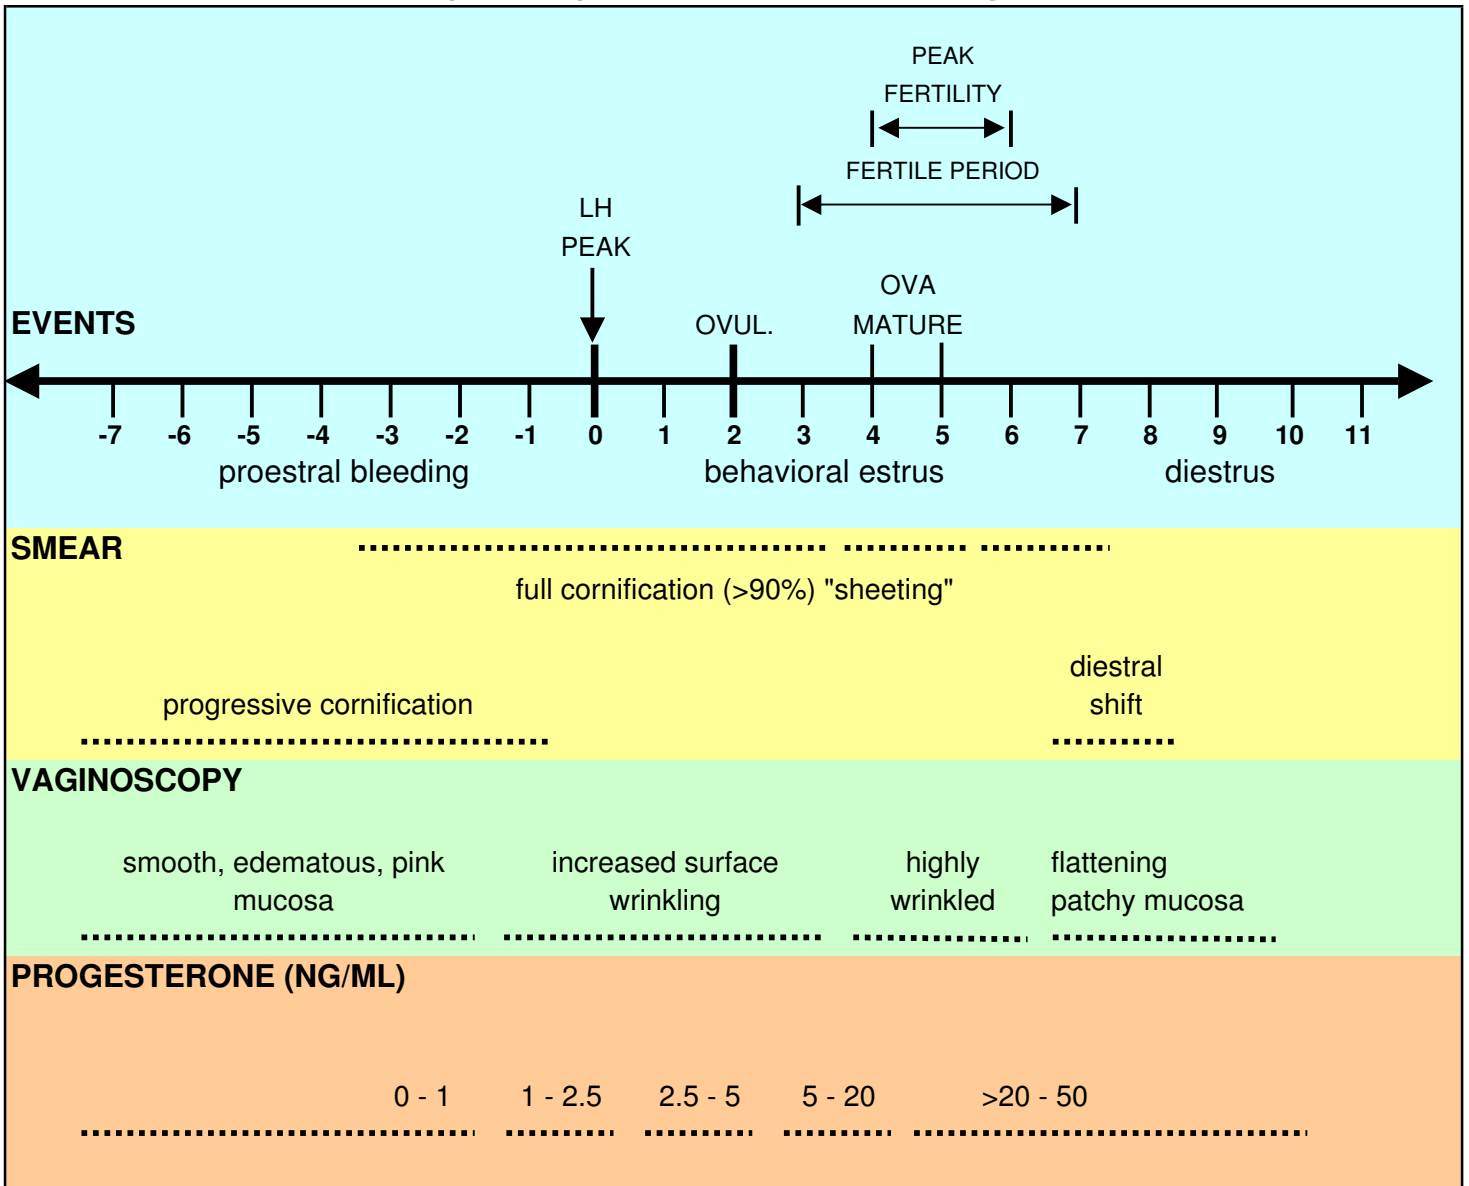 PEAK
FERTILITY
FERTILE PERIOD
LH
PEAK
OVA
EVENTS
OVUL.
MATURE
-7 -6 -5 -4 -3 -2 -1 0 1 2 3 4 5 6 7 8 9 10 11
proestral bleeding behavioral estrus diestrus
SMEAR
full cornification (>90%) "sheeting"
diestral
shift
progressive cornification
VAGINOSCOPY
smooth, edematous, pink
mucosa
increased surface
wrinkling
highly
wrinkled
flattening
patchy mucosa
PROGESTERONE (NG/ML)
0 - 1 1 - 2.5 2.5 - 5 5 - 20 >20 - 50